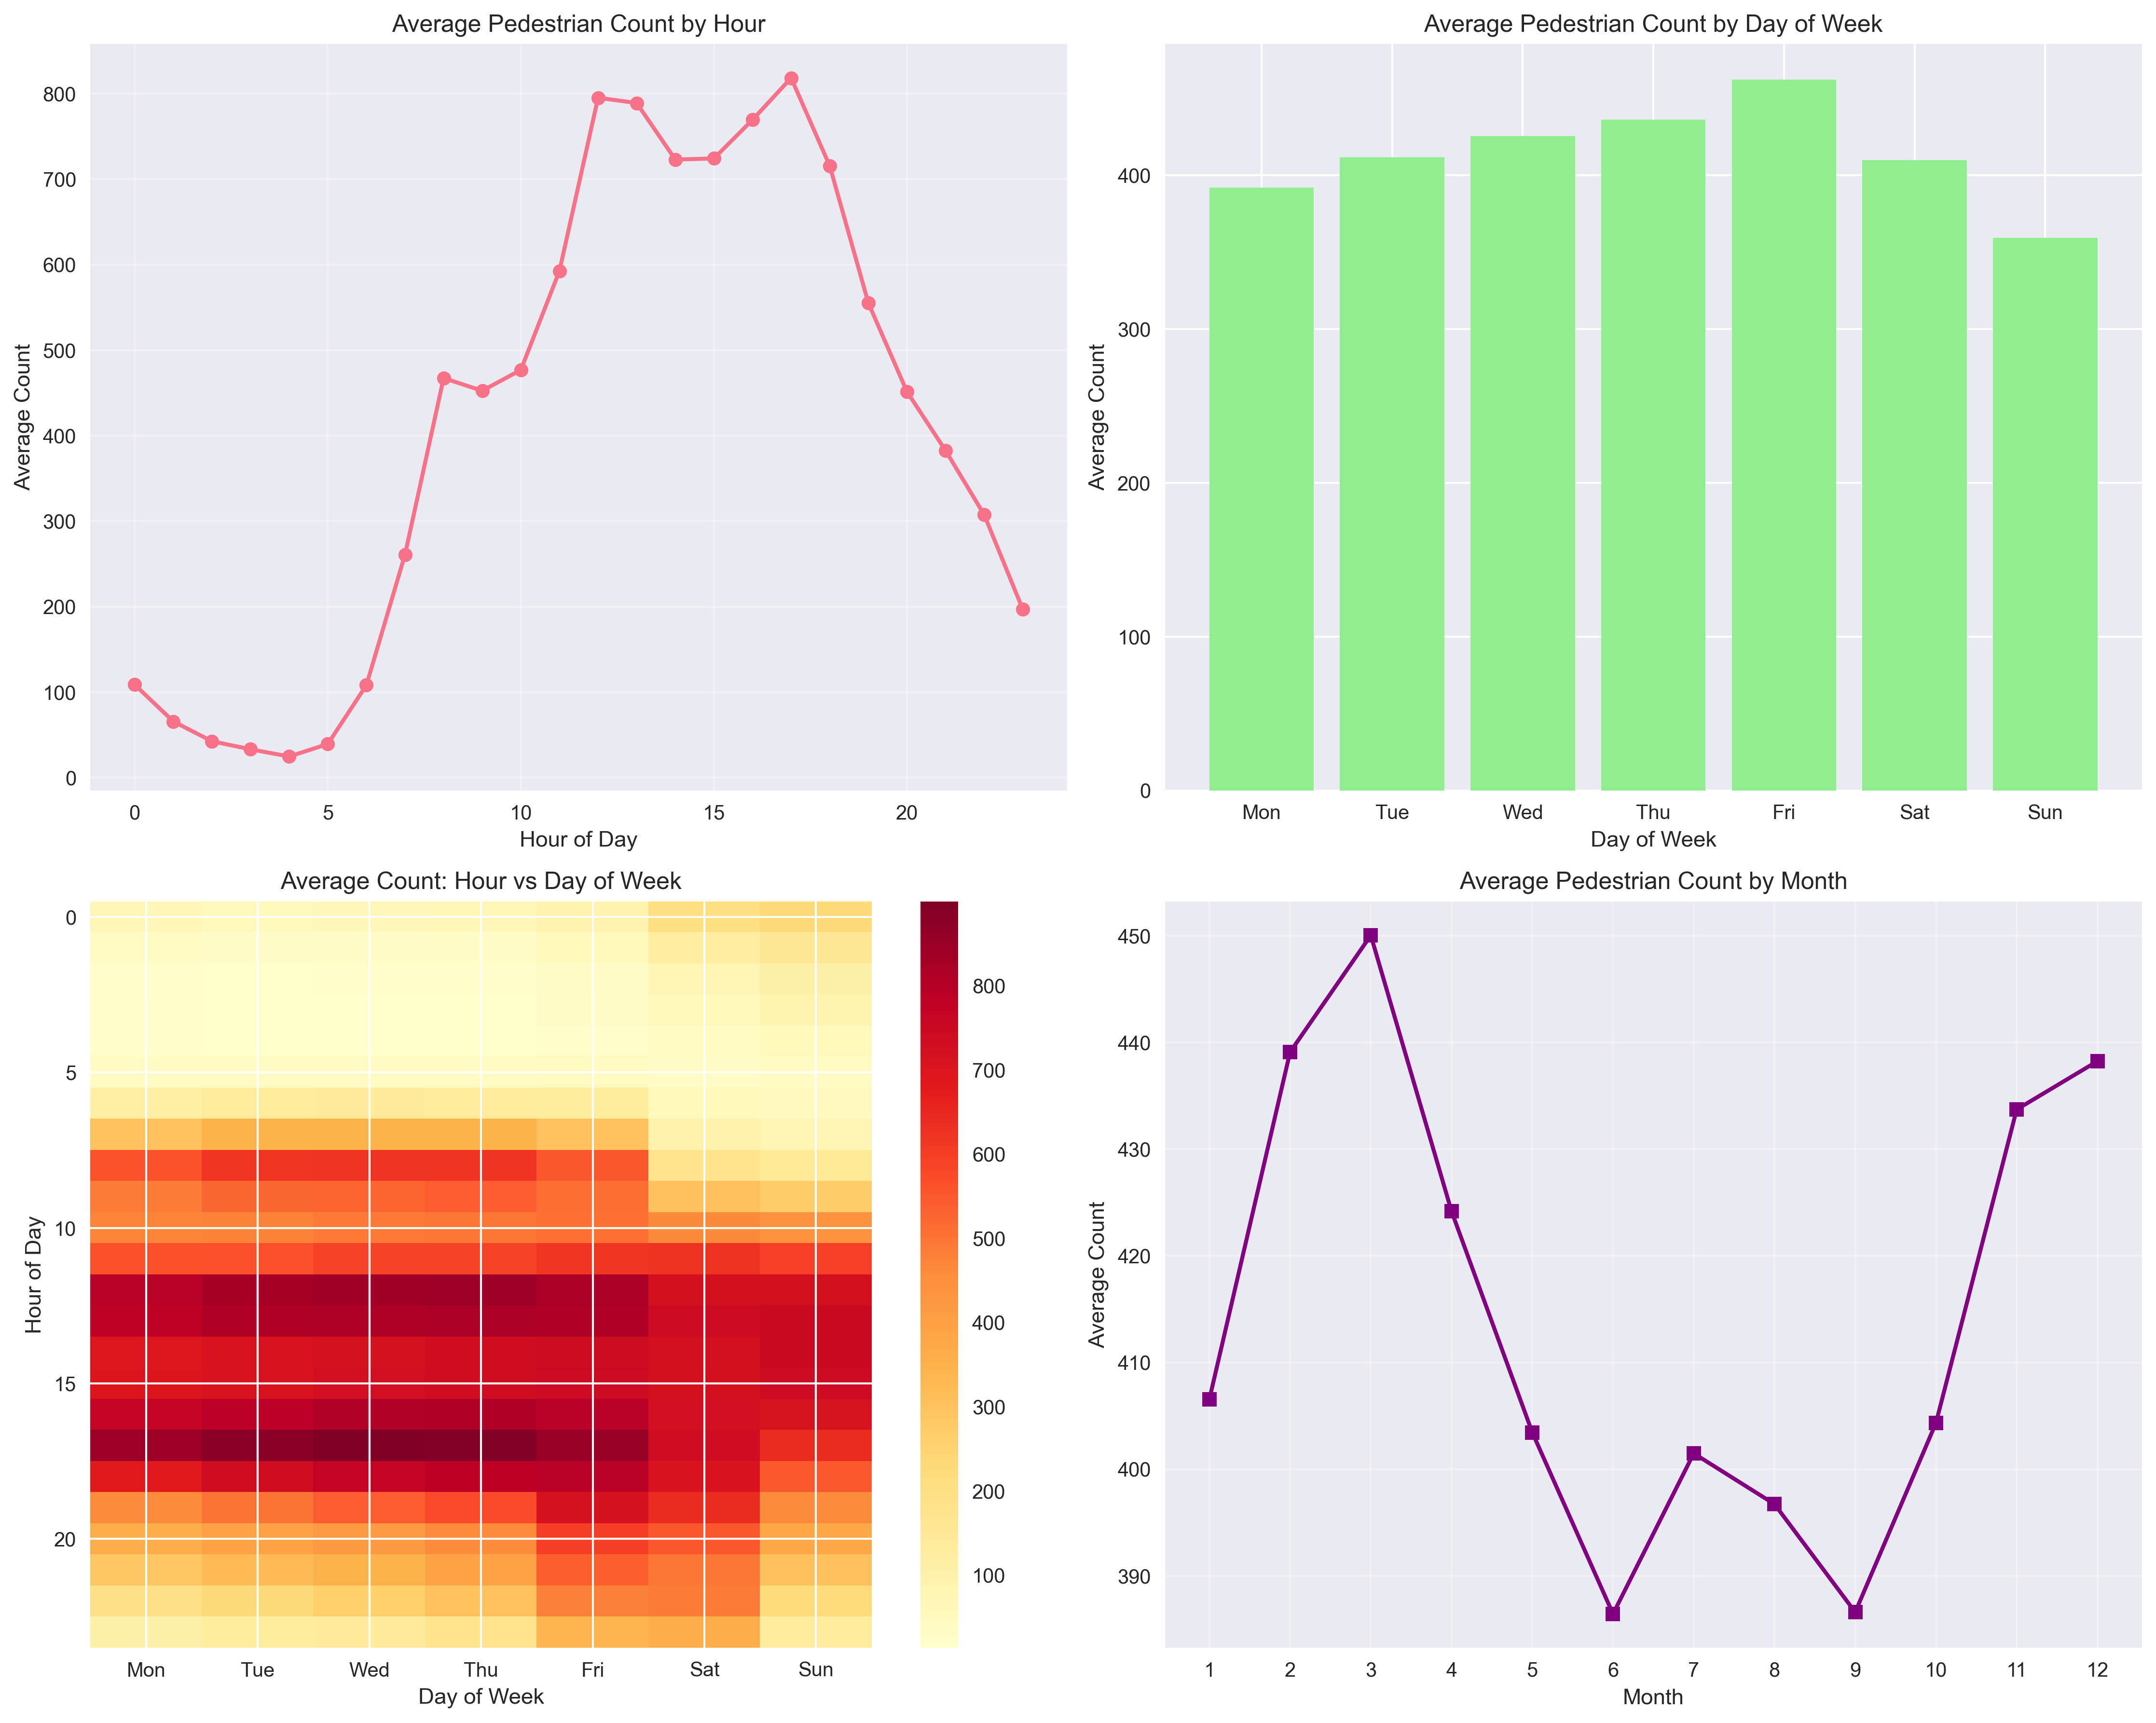 Average Pedestrian Count by Hour
Average Count
800
700
600
500
400
300
200
100
0
0 5 10 15 20
Hour of Day
Average Pedestrian Count by Day of Week
Average Count
400
300
200
100
0
Mon Tue Wed Thu Fri Sat Sun
Day of Week
Average Count: Hour vs Day of Week
Hour of Day
0
5
10
15
20
Mon Tue Wed Thu Fri Sat Sun
Day of Week
800
700
600
500
400
300
200
100
Average Pedestrian Count by Month
Average Count
450
440
430
420
410
400
390
1 2 3 4 5 6 7 8 9 10 11 12
Month